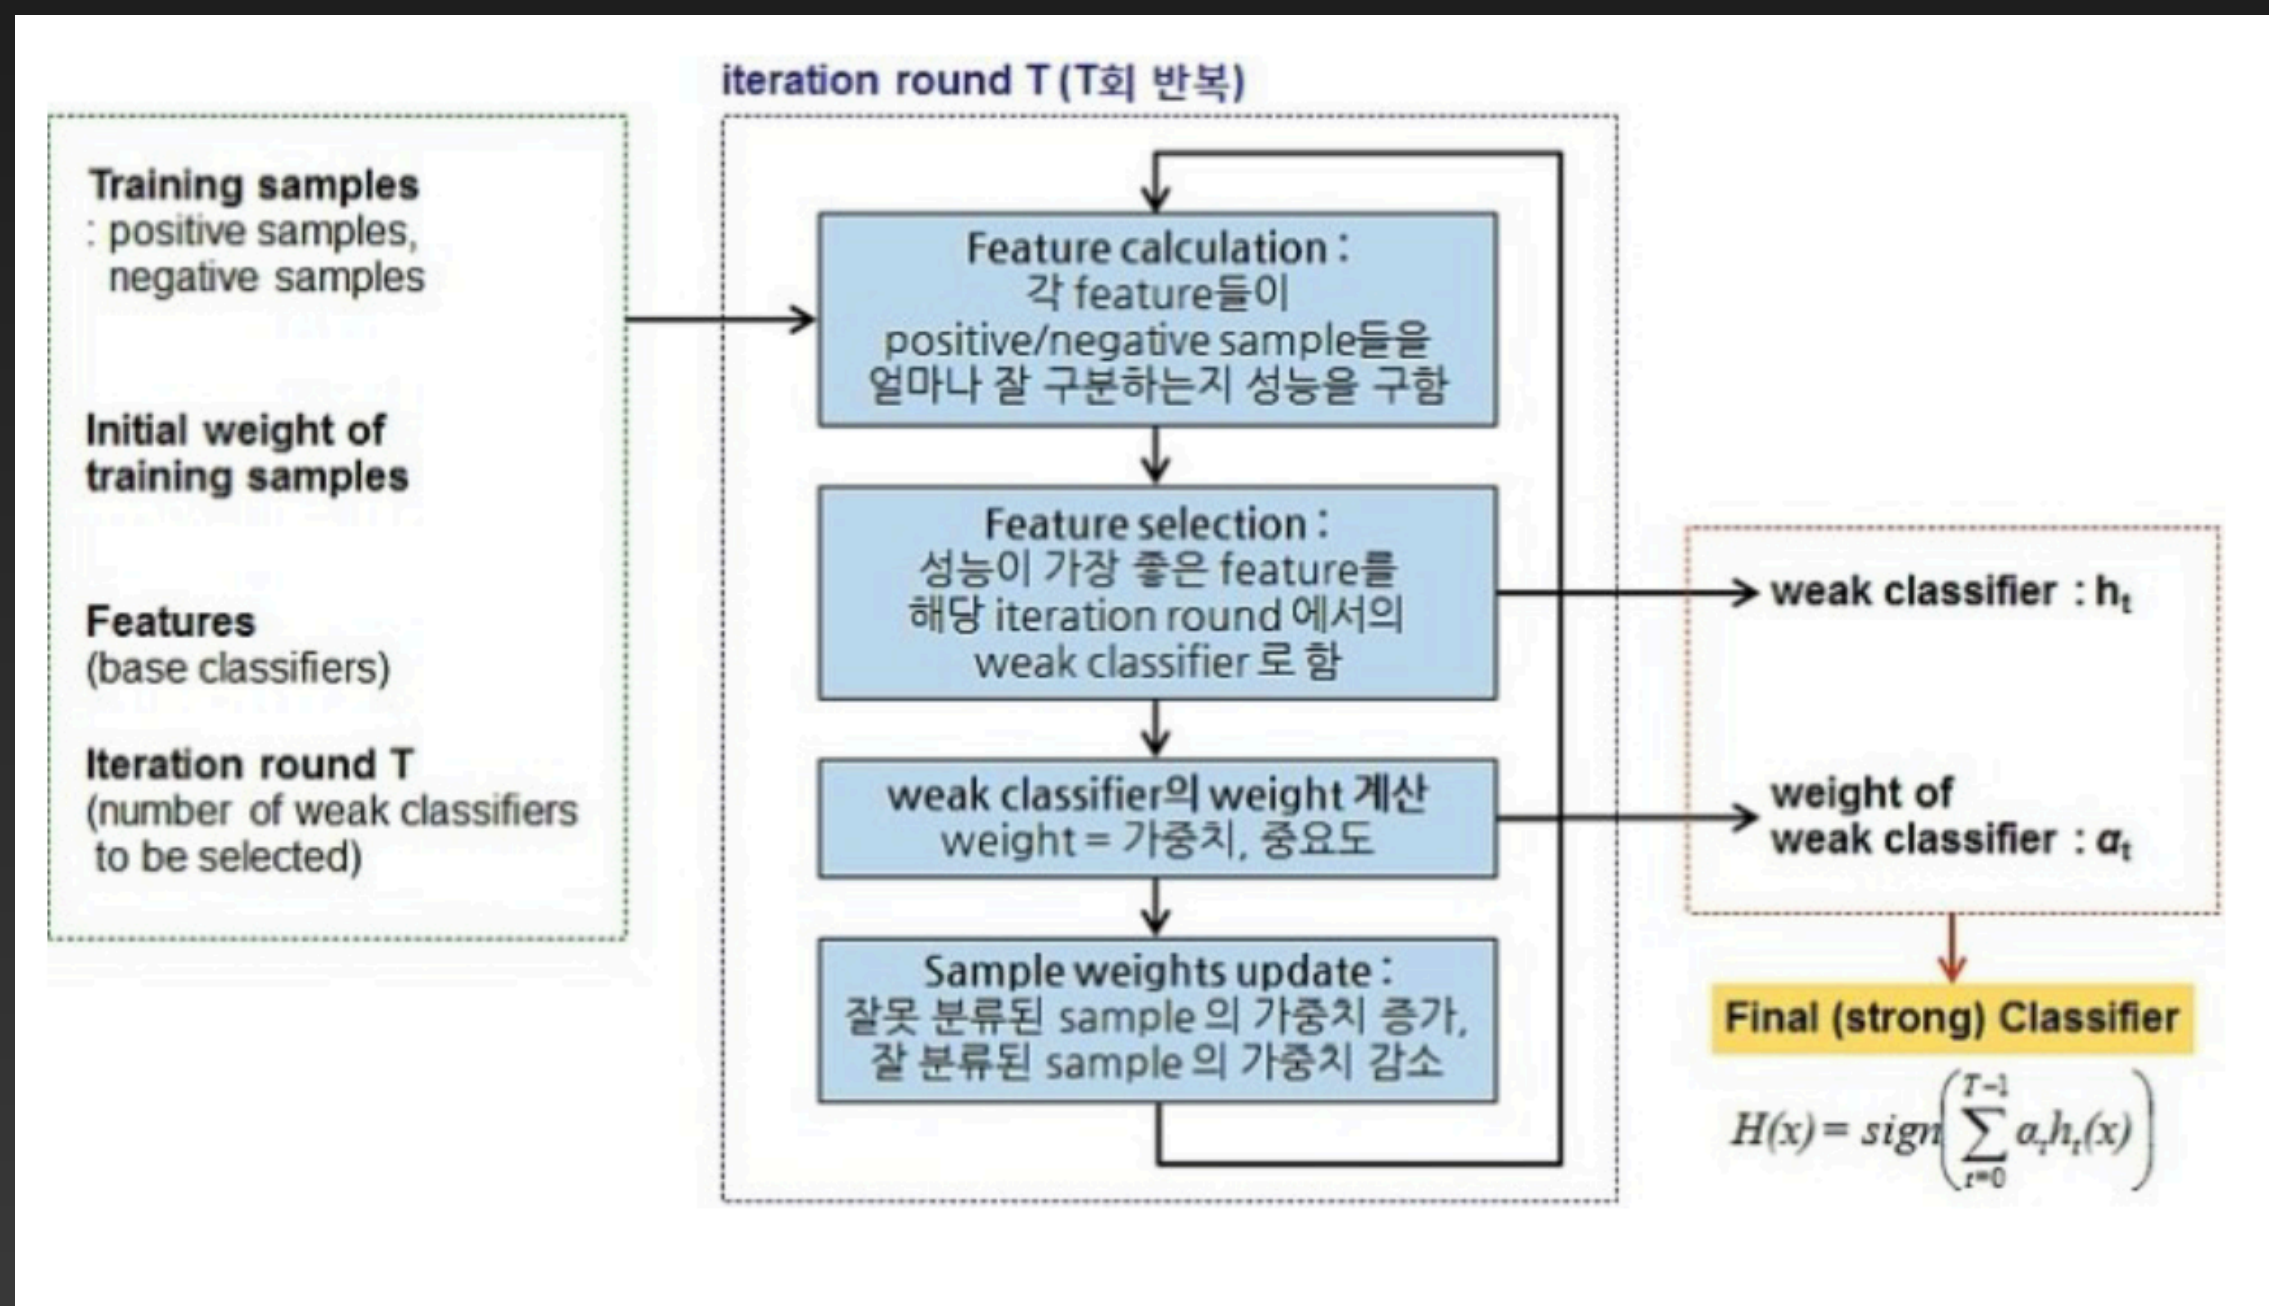 iteration round T (T회 반복)
Training samples
: positive samples,
negative samples
Initial weight of
training samples
Features
(base classifiers)
Iteration round T
(number of weak classifiers
to be selected)
Feature calculation :
각 feature들이
positive/negative sample들을
얼마나 잘 구분하는지 성능을 구함
Feature selection :
성능이 가장 좋은 feature를
해당 iteration round 에서의
weak classifier 로 함
weak classifier의 weight 계산
weight = 가중치, 중요도
Sample weights update :
잘못 분류된 sample 의 가중치 증가,
잘 분류된 sample 의 가중치 감소
weak classifier : hₜ
weight of
weak classifier : αₜ
Final (strong) Classifier
H(x) = sign(∑_{t=0}^{T-1} αₜhₜ(x))